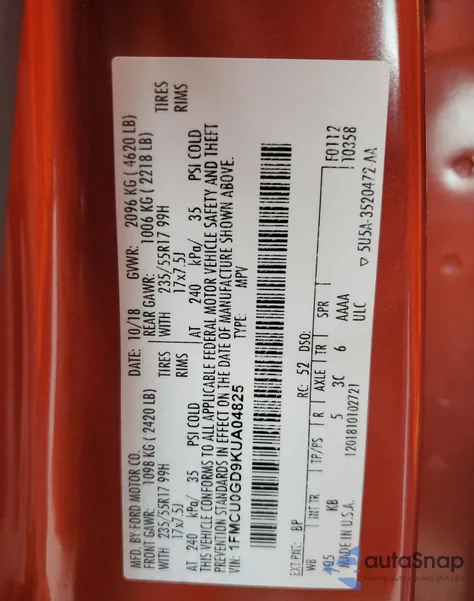 MFD. BY FORD MOTOR CO.
DATE: 10/18
GVWR: 2096 KG ( 4620 LB)
FRONT GAWR: 1098 KG ( 2420 LB)
REAR GAWR: 1006 KG ( 2218 LB)
WITH 235/55R17 99H TIRES
WITH 235/55R17 99H TIRES
17x7.5J RIMS
17x7.5J RIMS
AT 240 kPa/ 35 PSI COLD
AT 240 kPa/ 35 PSI COLD
THIS VEHICLE CONFORMS TO ALL APPLICABLE FEDERAL MOTOR VEHICLE SAFETY AND THEFT
PREVENTION STANDARDS IN EFFECT ON THE DATE OF MANUFACTURE SHOWN ABOVE.
VIN: 1FMCU0GD9KUA04825
TYPE: MPV
F0112
T0358
EXT PNT: BP RC: 52 DSO:
WB INT TR TP/PS R AXLE TR SPR
105 KB 5 3C 6 AAAA
MADE IN U.S.A. 1201810102721 ULC
▽ 5U5A-3520472-AA
autoSnap